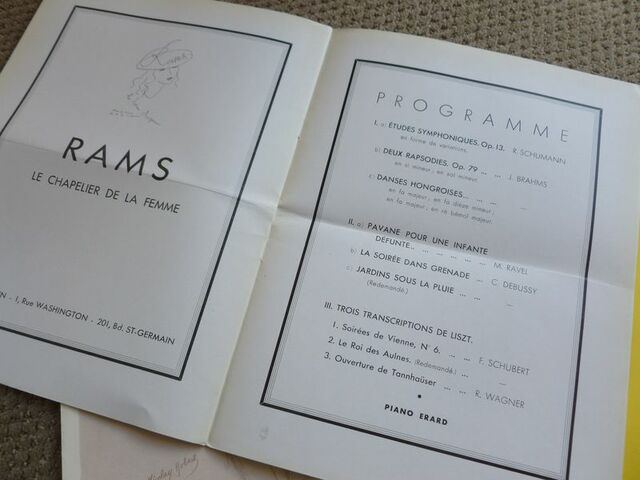 RAMS
LE CHAPELIER DE LA FEMME
1, Rue WASHINGTON - 201, Bd. ST-GERMAIN
PROGRAMME
I. a) ÉTUDES SYMPHONIQUES, Op. 13. R. SCHUMANN
en forme de variations.
b) DEUX RAPSODIES, Op. 79 ... ... J. BRAHMS
en si mineur; en sol mineur.
c) DANSES HONGROISES... ... ... -
en fa majeur; en fa dièze mineur;
en fa majeur; en ré bémol majeur.
II. a) PAVANE POUR UNE INFANTE
DÉFUNTE.. ... ... ... ... M. RAVEL
b) LA SOIRÉE DANS GRENADE ... C. DEBUSSY
c) JARDINS SOUS LA PLUIE ... ... -
(Redemandé)
III. TROIS TRANSCRIPTIONS DE LISZT.
1. Soirées de Vienne, N° 6. ... ... F. SCHUBERT
2. Le Roi des Aulnes. (Redemandé.) ... -
3. Ouverture de Tannhaüser ... ... R. WAGNER
PIANO ERARD